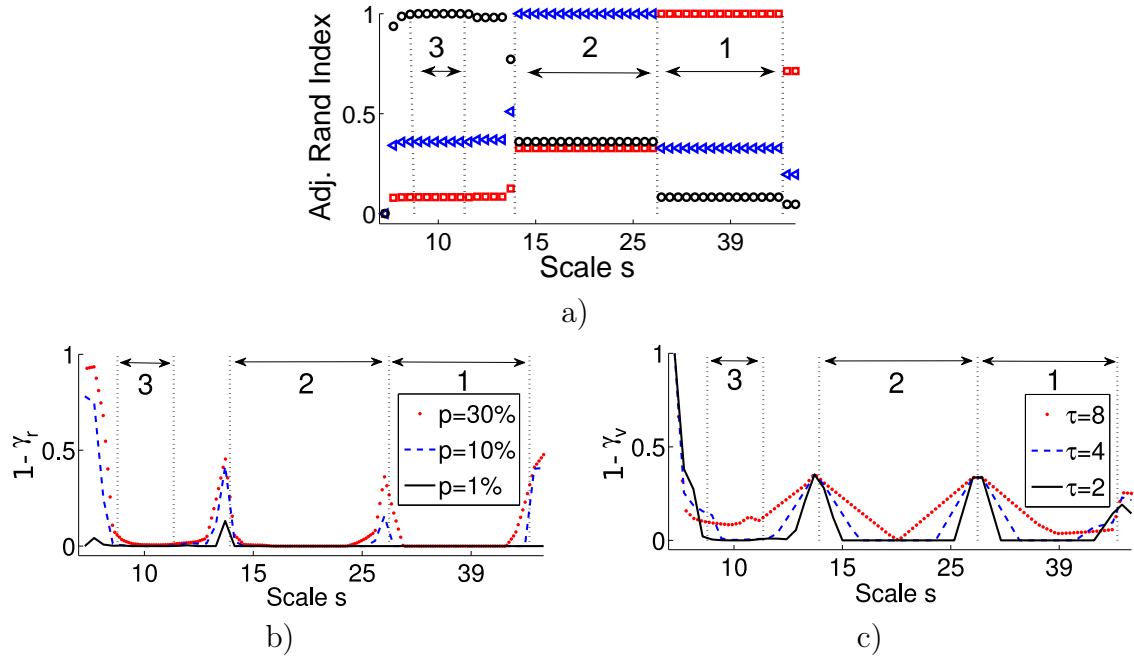 1
0.5
0
Adj. Rand Index
3
2
1
10
15
25
39
Scale s
a)
1
0.5
0
1- γr
3
2
1
p=30%
p=10%
p=1%
10
15
25
39
Scale s
b)
1
0.5
0
1- γv
3
2
1
τ=8
τ=4
τ=2
10
15
25
39
Scale s
c)